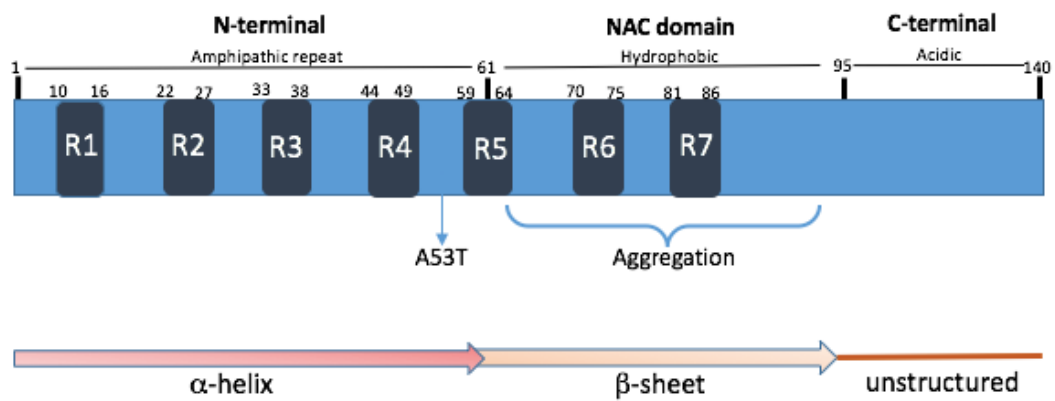 N-terminal NAC domain C-terminal
Amphipathic repeat Hydrophobic Acidic
1 61 95 140
10 16 22 27 33 38 44 49 59 64 70 75 81 86
R1 R2 R3 R4 R5 R6 R7
A53T Aggregation
α-helix β-sheet unstructured